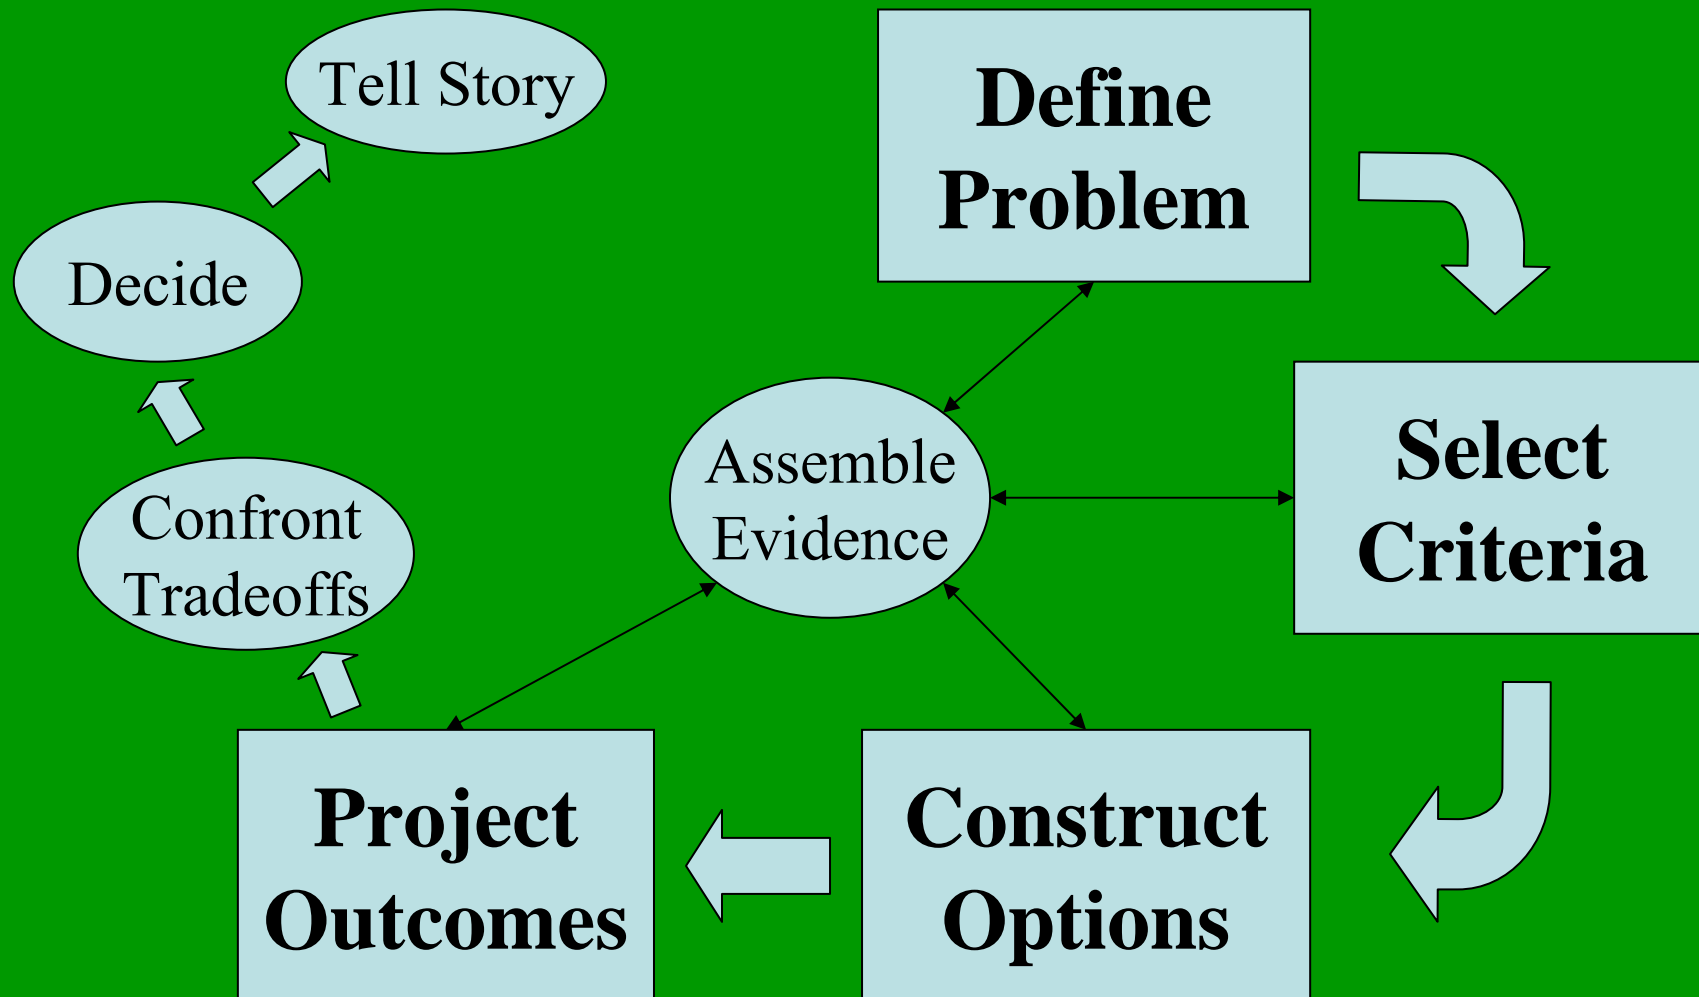 Tell Story
Define
Problem
Decide
Select
Criteria
Assemble
Evidence
Confront
Tradeoffs
Project
Outcomes
Construct
Options